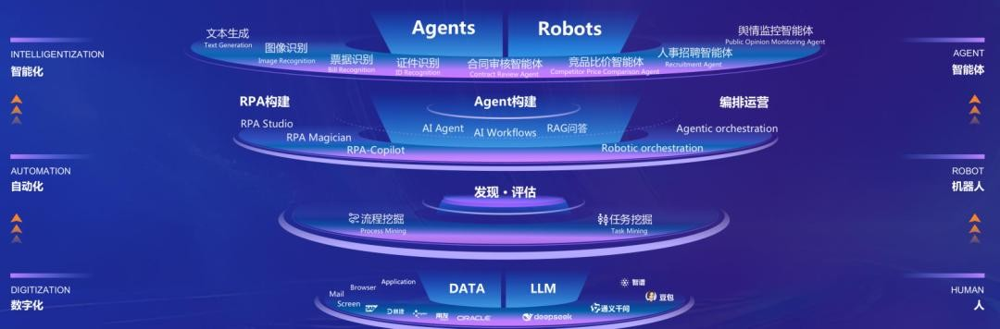 INTELLIGENTIZATION
智能化
AUTOMATION
自动化
DIGITIZATION
数字化
Agents
Robots
文本生成
Text Generation
图像识别
Image Recognition
票据识别
Bill Recognition
证件识别
ID Recognition
合同审核智能体
Contract Review Agent
竞品比价智能体
Competitor Price Comparison Agent
人事招聘智能体
Recruitment Agent
舆情监控智能体
Public Opinion Monitoring Agent
RPA构建
RPA Studio
RPA Magician
RPA-Copilot
Agent构建
AI Agent
AI Workflows
RAG问答
编排运营
Agentic orchestration
Robotic orchestration
发现·评估
流程挖掘
Process Mining
任务挖掘
Task Mining
DATA
LLM
Mail
Browser
Application
Screen
SAP
用友
ORACLE
deepseek
通义千问
豆包
智谱
AGENT
智能体
ROBOT
机器人
HUMAN
人